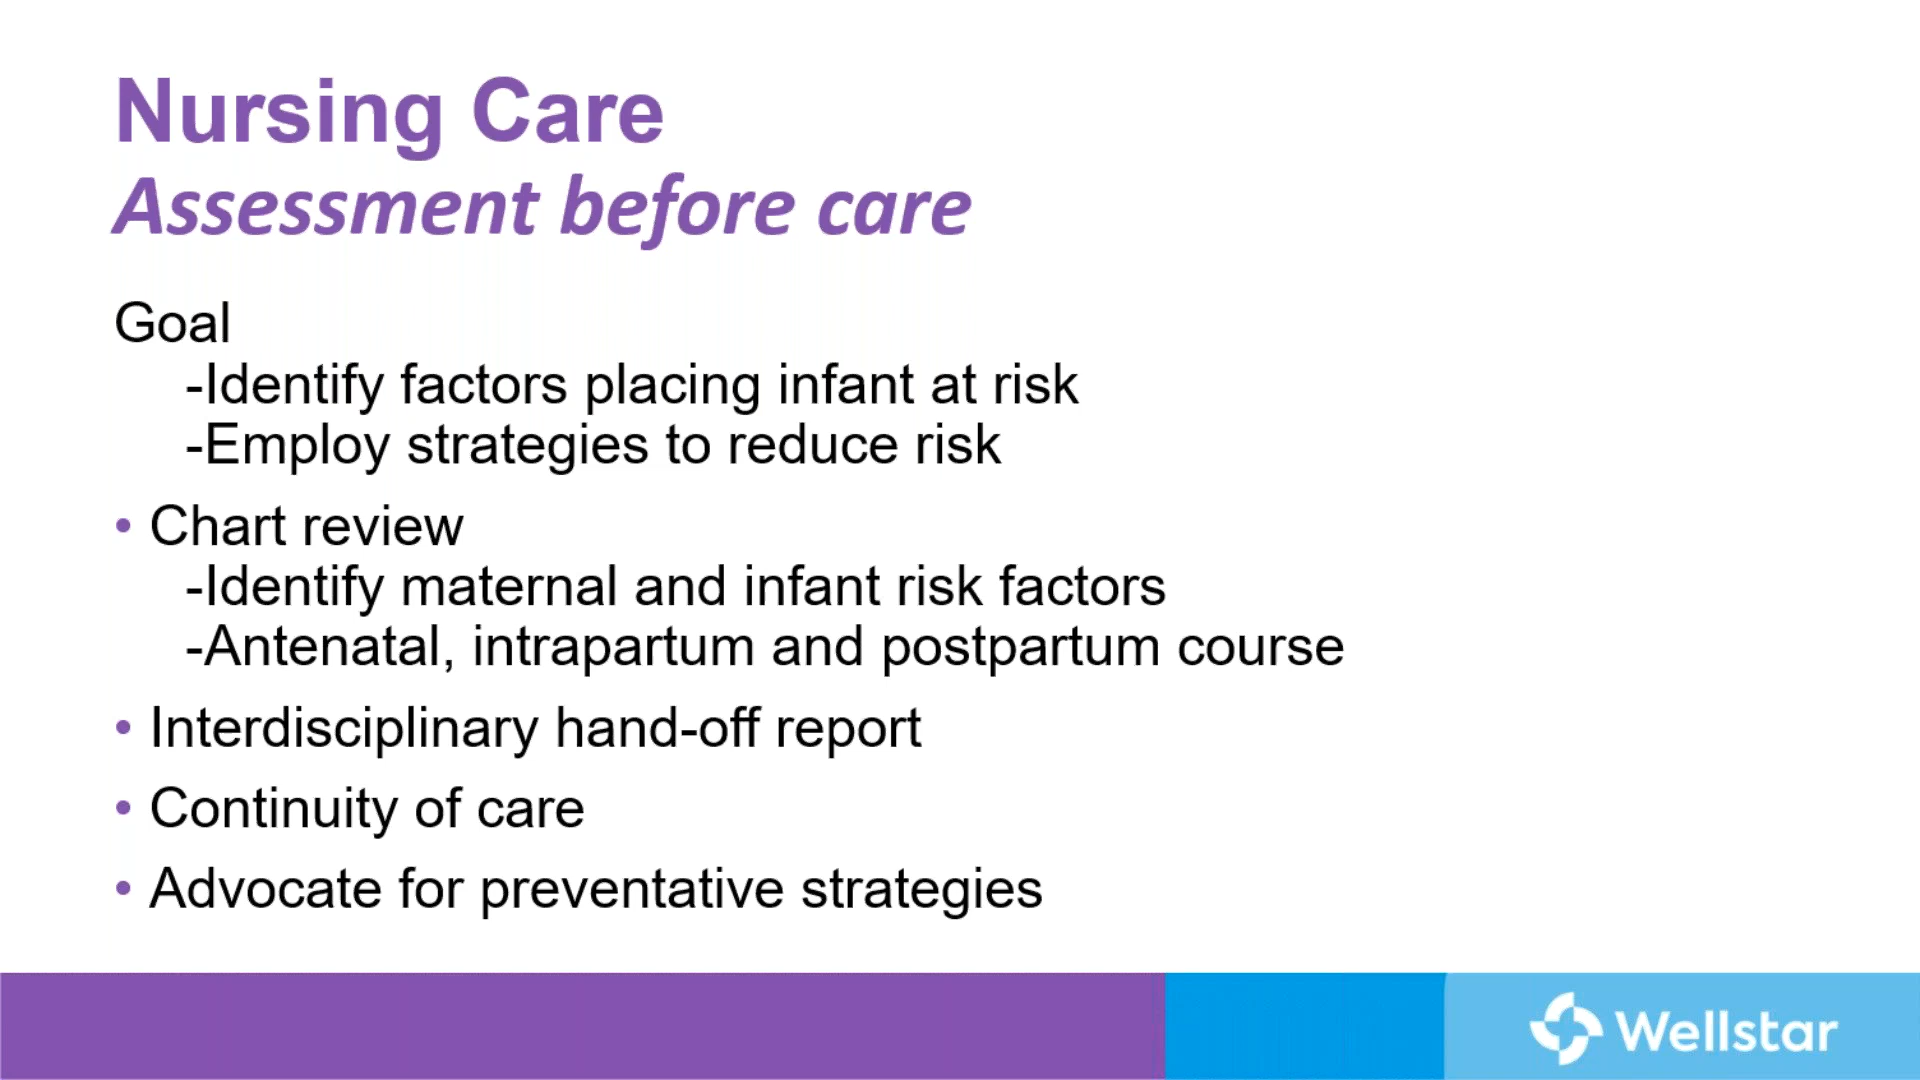 Nursing Care
Assessment before care
Goal
-Identify factors placing infant at risk
-Employ strategies to reduce risk
• Chart review
-Identify maternal and infant risk factors
-Antenatal, intrapartum and postpartum course
• Interdisciplinary hand-off report
• Continuity of care
• Advocate for preventative strategies
Wellstar